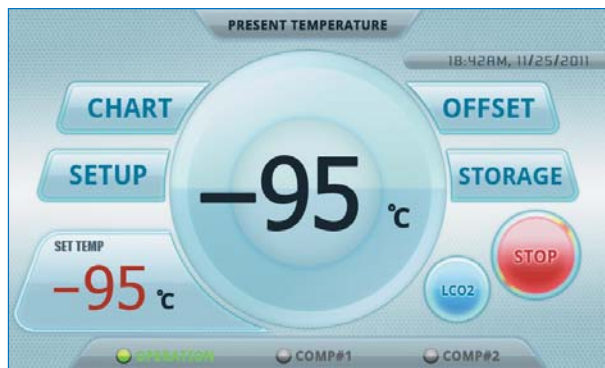 PRESENT TEMPERATURE
18:42AM, 11/25/2011
CHART
OFFSET
SETUP
STORAGE
-95 °C
SET TEMP
-95 °C
STOP
LCO2
OPERATION
COMP#1
COMP#2